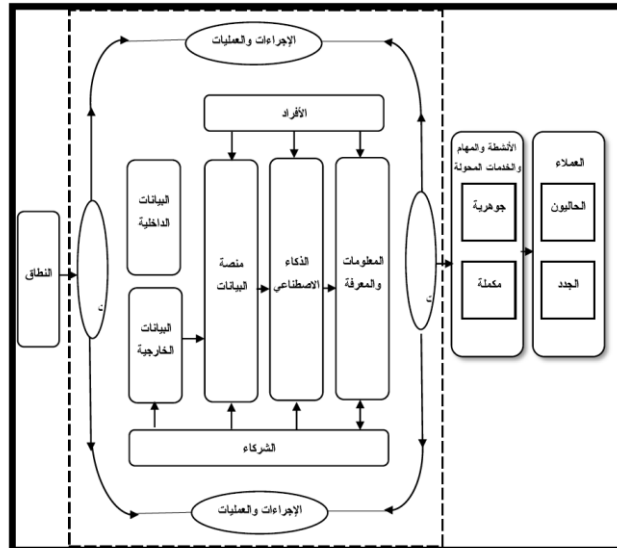 الإجراءات والعمليات
الأفراد
الأنشطة والمهام
والخدمات المحولة
العملاء
البيانات
الداخلية
جوهرية
الحاليون
النطاق
منصة
البيانات
الذكاء
الاصطناعي
المعلومات
والمعرفة
البيانات
الخارجية
مكملة
الجدد
الشركاء
الإجراءات والعمليات